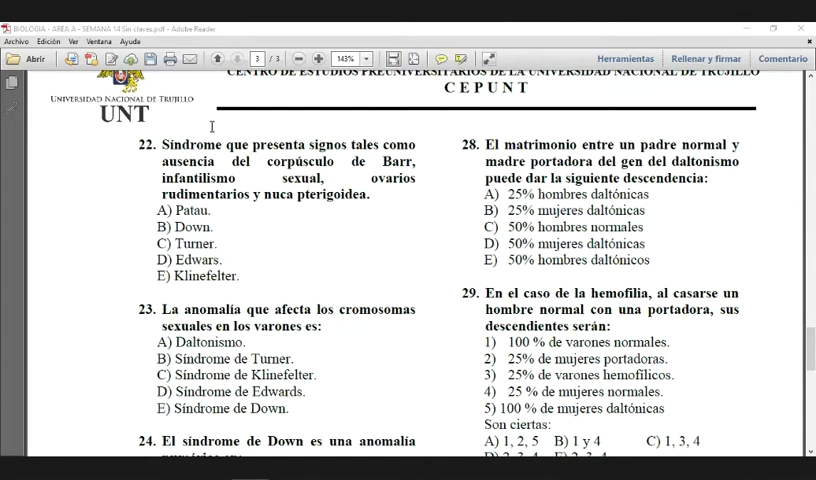 BIOLOGIA - AREA A - SEMANA 14 Sin claves.pdf - Adobe Reader
Archivo Edición Ver Ventana Ayuda
Abrir
3 / 3
143%
Herramientas
Rellenar y firmar
Comentario
CENTRO DE ESTUDIOS PREUNIVERSITARIOS DE LA UNIVERSIDAD NACIONAL DE TRUJILLO
C E P U N T
UNIVERSIDAD NACIONAL DE TRUJILLO
UNT
22. Síndrome que presenta signos tales como
ausencia del corpúsculo de Barr,
infantilismo sexual, ovarios
rudimentarios y nuca pterigoidea.
A) Patau.
B) Down.
C) Turner.
D) Edwars.
E) Klinefelter.
23. La anomalía que afecta los cromosomas
sexuales en los varones es:
A) Daltonismo.
B) Síndrome de Turner.
C) Síndrome de Klinefelter.
D) Síndrome de Edwards.
E) Síndrome de Down.
24. El síndrome de Down es una anomalía
28. El matrimonio entre un padre normal y
madre portadora del gen del daltonismo
puede dar la siguiente descendencia:
A) 25% hombres daltónicas
B) 25% mujeres daltónicas
C) 50% hombres normales
D) 50% mujeres daltónicas
E) 50% hombres daltónicos
29. En el caso de la hemofilia, al casarse un
hombre normal con una portadora, sus
descendientes serán:
1) 100 % de varones normales.
2) 25% de mujeres portadoras.
3) 25% de varones hemofílicos.
4) 25 % de mujeres normales.
5) 100 % de mujeres daltónicas
Son ciertas:
A) 1, 2, 5 B) 1 y 4 C) 1, 3, 4
D) 2, 3, 4 E) 2, 3, 4